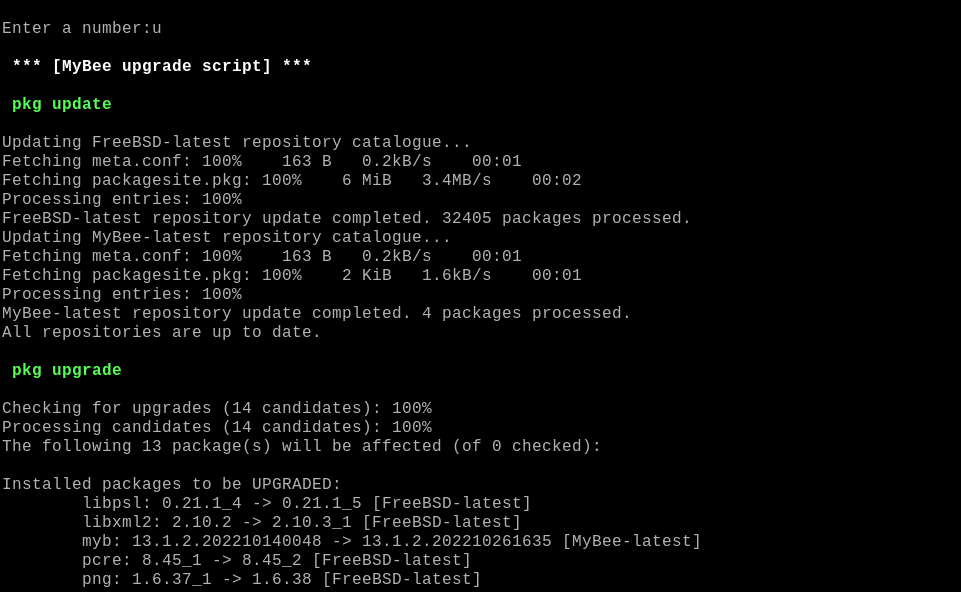 Enter a number:u
*** [MyBee upgrade script] ***
pkg update
Updating FreeBSD-latest repository catalogue...
Fetching meta.conf: 100%    163 B   0.2kB/s    00:01
Fetching packagesite.pkg: 100%    6 MiB   3.4MB/s    00:02
Processing entries: 100%
FreeBSD-latest repository update completed. 32405 packages processed.
Updating MyBee-latest repository catalogue...
Fetching meta.conf: 100%    163 B   0.2kB/s    00:01
Fetching packagesite.pkg: 100%    2 KiB   1.6kB/s    00:01
Processing entries: 100%
MyBee-latest repository update completed. 4 packages processed.
All repositories are up to date.
pkg upgrade
Checking for upgrades (14 candidates): 100%
Processing candidates (14 candidates): 100%
The following 13 package(s) will be affected (of 0 checked):
Installed packages to be UPGRADED:
libpsl: 0.21.1_4 -> 0.21.1_5 [FreeBSD-latest]
libxml2: 2.10.2 -> 2.10.3_1 [FreeBSD-latest]
myb: 13.1.2.202210140048 -> 13.1.2.202210261635 [MyBee-latest]
pcre: 8.45_1 -> 8.45_2 [FreeBSD-latest]
png: 1.6.37_1 -> 1.6.38 [FreeBSD-latest]